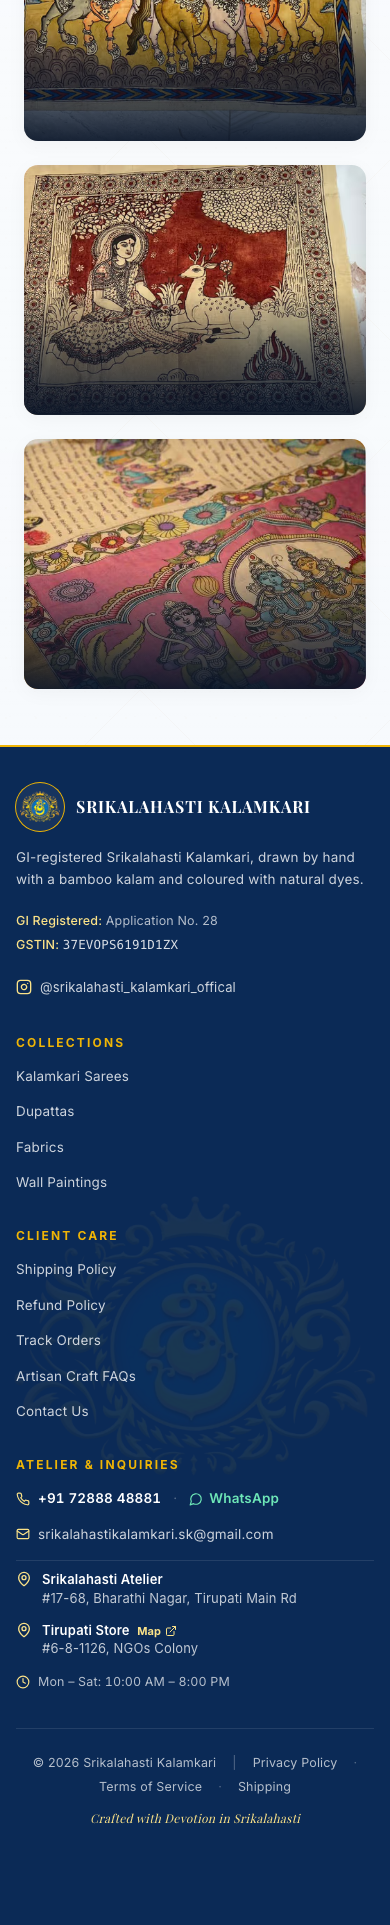 SRIKALAHASTI KALAMKARI
GI-registered Srikalahasti Kalamkari, drawn by hand
with a bamboo kalam and coloured with natural dyes.
GI Registered: Application No. 28
GSTIN: 37EVOPS6191D1ZX
@srikalahasti_kalamkari_offical
COLLECTIONS
Kalamkari Sarees
Dupattas
Fabrics
Wall Paintings
CLIENT CARE
Shipping Policy
Refund Policy
Track Orders
Artisan Craft FAQs
Contact Us
ATELIER & INQUIRIES
+91 72888 48881 · WhatsApp
srikalahastikalamkari.sk@gmail.com
Srikalahasti Atelier
#17-68, Bharathi Nagar, Tirupati Main Rd
Tirupati Store Map
#6-8-1126, NGOs Colony
Mon – Sat: 10:00 AM – 8:00 PM
© 2026 Srikalahasti Kalamkari | Privacy Policy ·
Terms of Service · Shipping
Crafted with Devotion in Srikalahasti